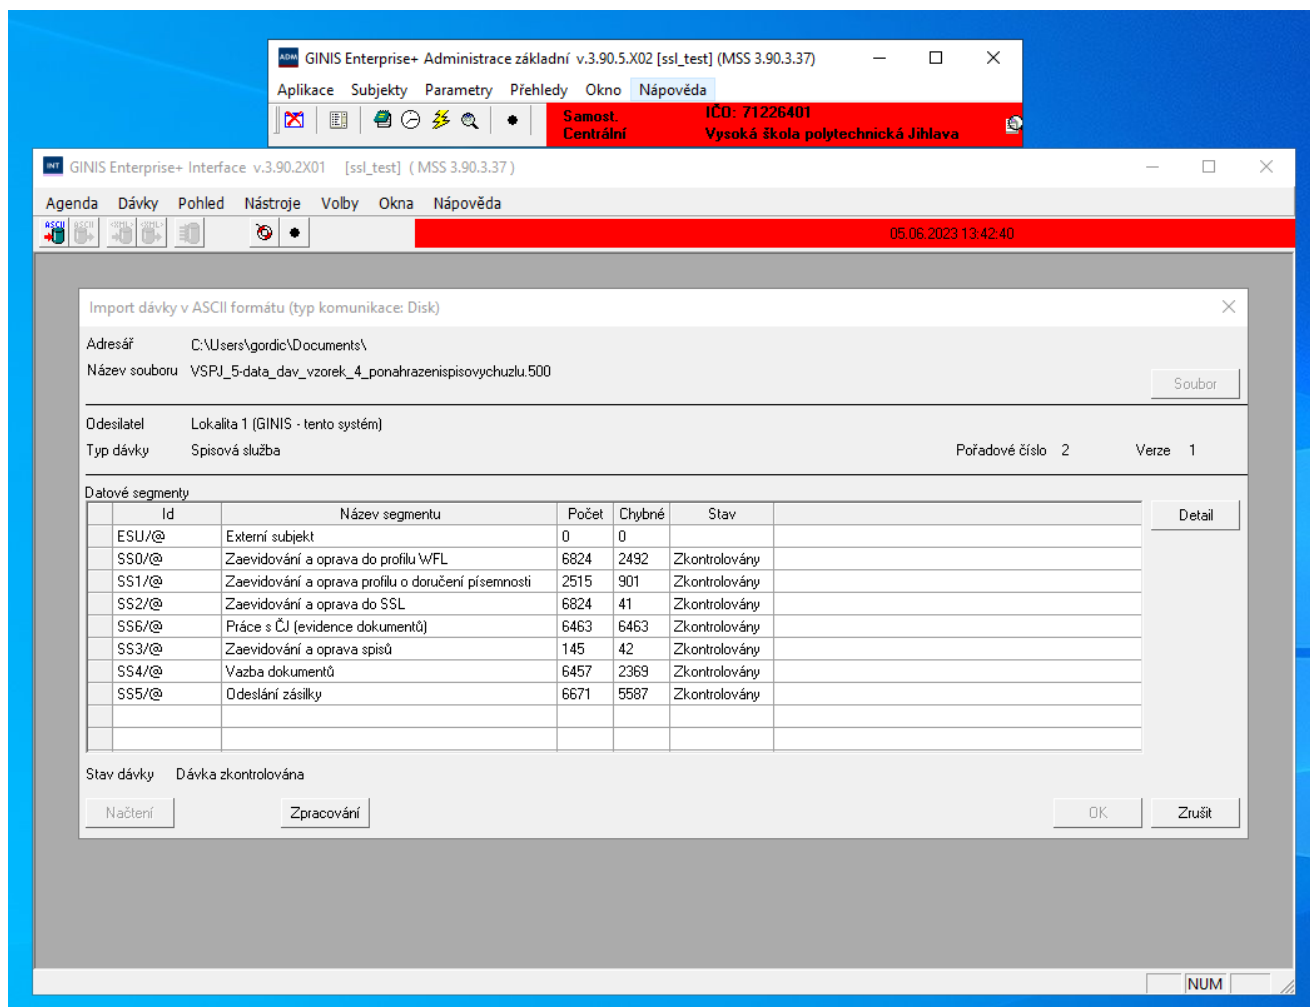 ADM GINIS Enterprise+ Administrace základní v.3.90.5.X02 [ssl_test] (MSS 3.90.3.37)
Aplikace Subjekty Parametry Přehledy Okno Nápověda
Samost. IČO: 71226401
Centrální Vysoká škola polytechnická Jihlava
INT GINIS Enterprise+ Interface v.3.90.2X01 [ssl_test] ( MSS 3.90.3.37 )
Agenda Dávky Pohled Nástroje Volby Okna Nápověda
ASCII ASCII <XML> <XML> 05.06.2023 13:42:40
Import dávky v ASCII formátu (typ komunikace: Disk)
Adresář C:\Users\gordic\Documents\
Název souboru VSPJ_5-data_dav_vzorek_4_ponahrazenispisovychuzlu.500
Soubor
Odesilatel Lokalita 1 (GINIS - tento systém)
Typ dávky Spisová služba Pořadové číslo 2 Verze 1
Datové segmenty
Id Název segmentu Počet Chybné Stav Detail
ESU/@ Externí subjekt 0 0
SS0/@ Zaevidování a oprava do profilu WFL 6824 2492 Zkontrolovány
SS1/@ Zaevidování a oprava profilu o doručení písemnosti 2515 901 Zkontrolovány
SS2/@ Zaevidování a oprava do SSL 6824 41 Zkontrolovány
SS6/@ Práce s ČJ (evidence dokumentů) 6463 6463 Zkontrolovány
SS3/@ Zaevidování a oprava spisů 145 42 Zkontrolovány
SS4/@ Vazba dokumentů 6457 2369 Zkontrolovány
SS5/@ Odeslání zásilky 6671 5587 Zkontrolovány
Stav dávky Dávka zkontrolována
Načtení Zpracování OK Zrušit
NUM